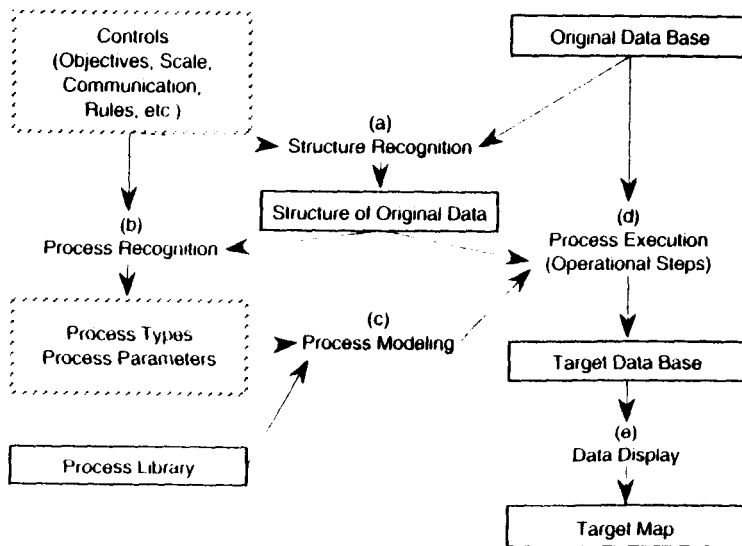 Controls
(Objectives, Scale,
Communication,
Rules, etc )
Original Data Base
(a)
Structure Recognition
Structure of Original Data
(b)
Process Recognition
(d)
Process Execution
(Operational Steps)
Process Types
Process Parameters
(c)
Process Modeling
Target Data Base
Process Library
(e)
Data Display
Target Map